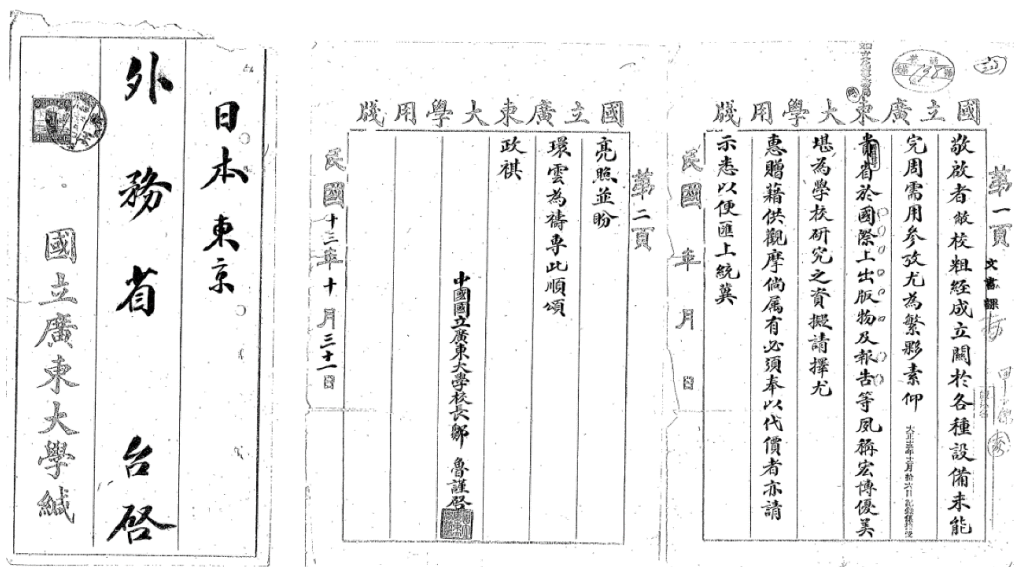 國立廣東大學用牋
第一頁
文書課
敬啟者敝校粗経成立關於各種設備未能
完周需用參攷尤為繁夥素仰
貴省於國際上出版物及報告等夙稱宏博優美
堪為學校研究之資擬請擇尤
惠贈藉供觀摩倘属有必須奉以代價者亦請
示悉以便匯上統冀
民國 年 月 日
國立廣東大學用牋
第二頁
亮照並盼
環雲為禱專此順頌
政祺
中國國立廣東大學校長鄒 魯謹啓
民國十三年十月三十一日
日本東京
外務省 台啓
國立廣東大學緘